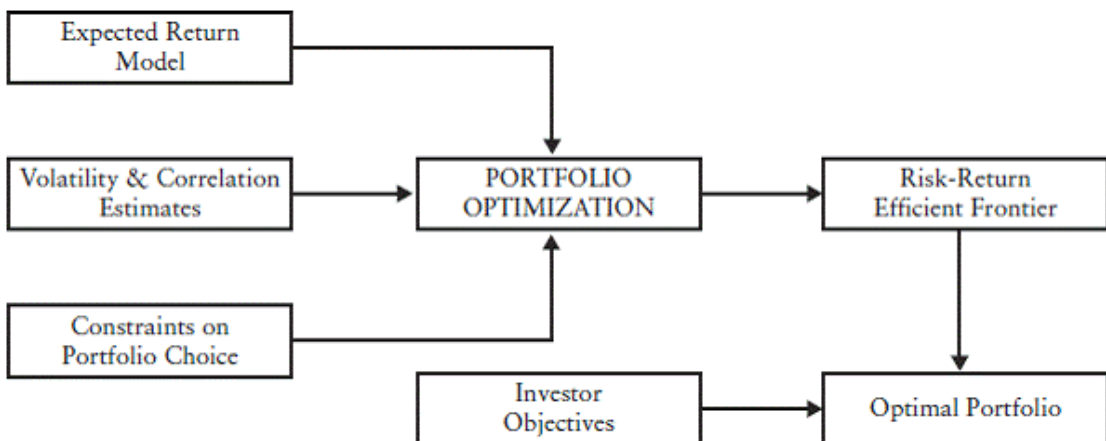 Expected Return
Model
Volatility & Correlation
Estimates
PORTFOLIO
OPTIMIZATION
Risk-Return
Efficient Frontier
Constraints on
Portfolio Choice
Investor
Objectives
Optimal Portfolio